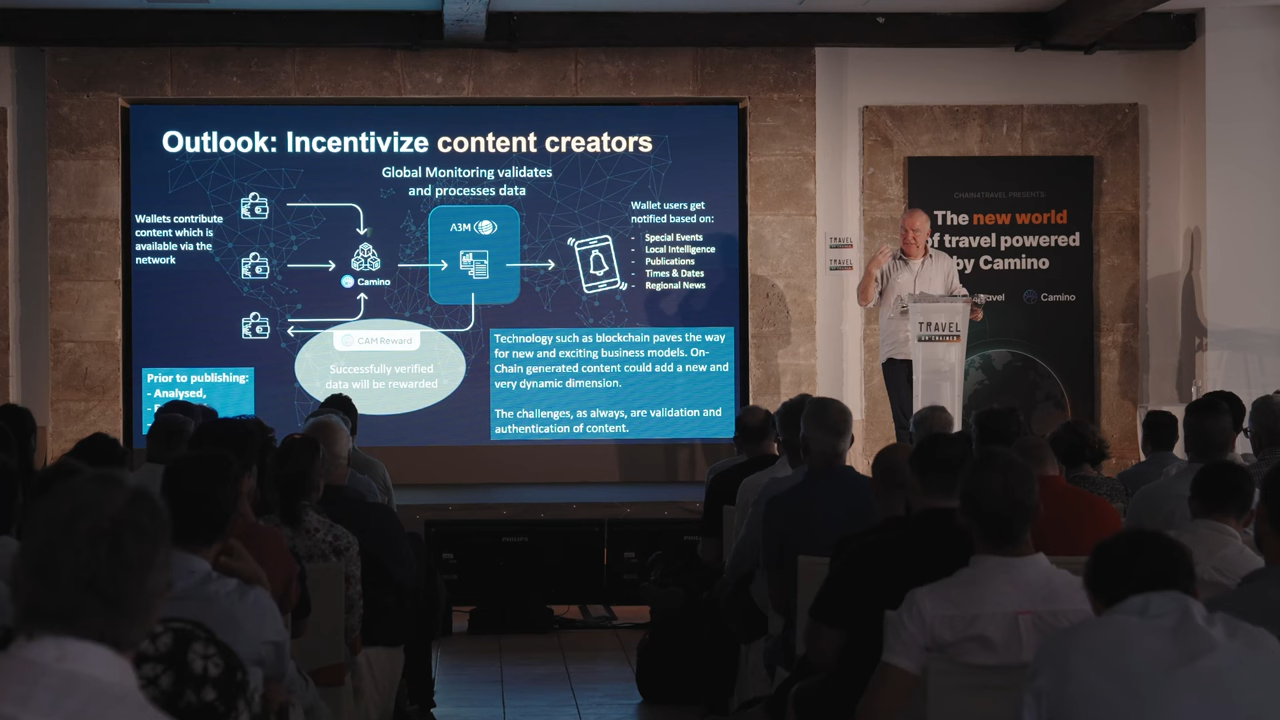 Outlook: Incentivize content creators
Global Monitoring validates
and processes data
Wallets contribute
content which is
available via the
network
Camino
A3M
Wallet users get
notified based on:
- Special Events
- Local Intelligence
- Publications
- Times & Dates
- Regional News
CAM Reward
Successfully verified
data will be rewarded
Prior to publishing:
- Analysed,
Technology such as blockchain paves the way
for new and exciting business models. On-
Chain generated content could add a new and
very dynamic dimension.
The challenges, as always, are validation and
authentication of content.
TRAVEL
TRAVEL
CHAIN4TRAVEL PRESENTS:
The new world
of travel powered
by Camino
Camino
TRAVEL
PHILIPS